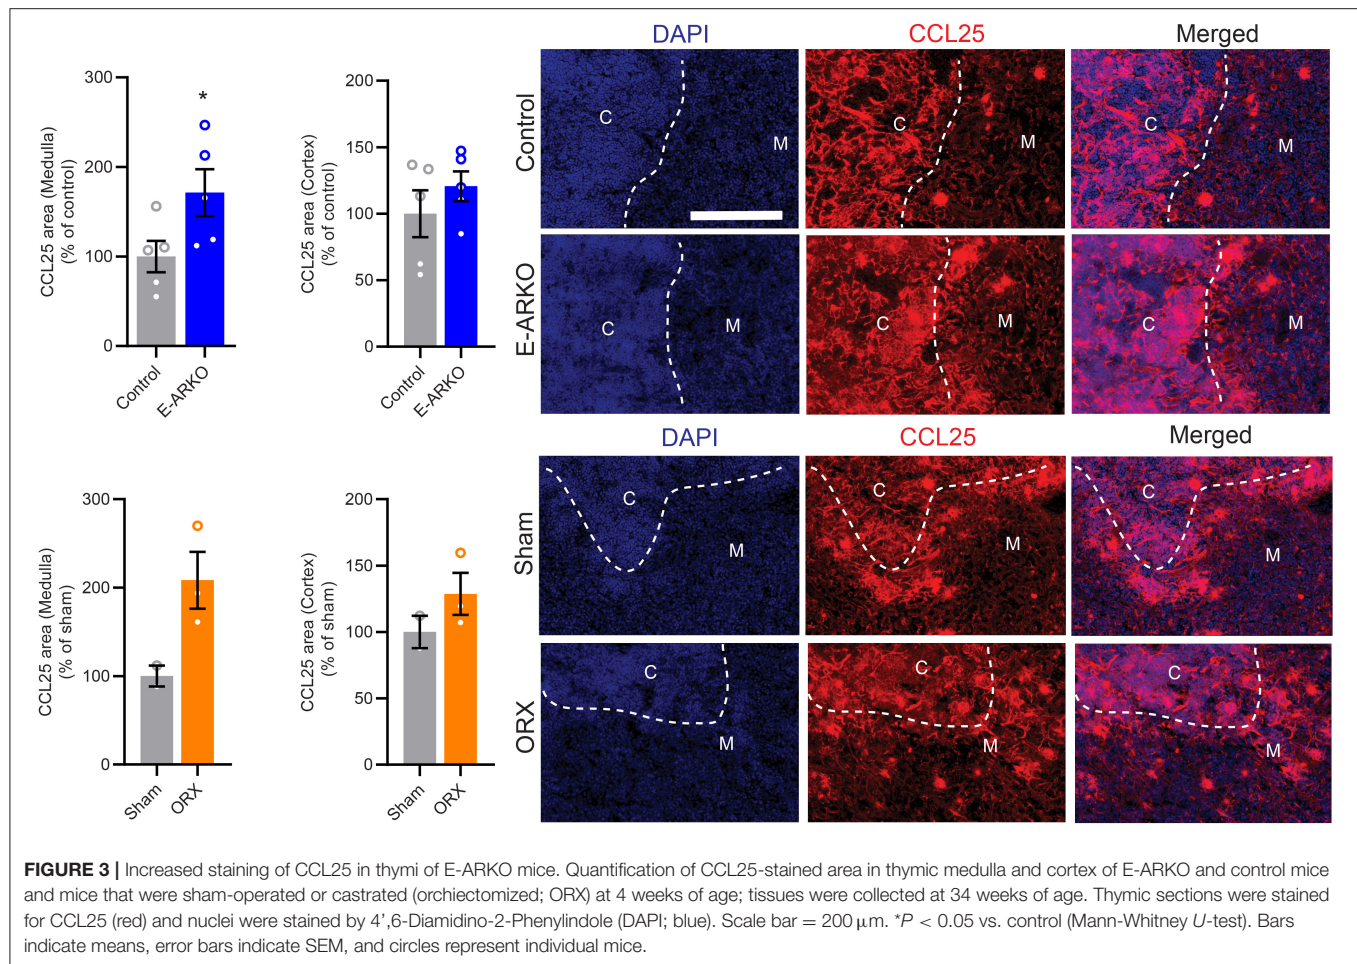 DAPI
CCL25
Merged
300
200
100
0
CCL25 area (Medulla)
(% of control)
*
Control
E-ARKO
200
150
100
50
0
CCL25 area (Cortex)
(% of control)
Control
E-ARKO
Control
C
M
C
M
C
M
E-ARKO
C
M
C
M
C
M
DAPI
CCL25
Merged
300
200
100
0
CCL25 area (Medulla)
(% of sham)
Sham
ORX
200
150
100
50
0
CCL25 area (Cortex)
(% of sham)
Sham
ORX
Sham
C
M
C
M
C
M
ORX
C
M
C
M
C
M
FIGURE 3 | Increased staining of CCL25 in thymi of E-ARKO mice. Quantification of CCL25-stained area in thymic medulla and cortex of E-ARKO and control mice
and mice that were sham-operated or castrated (orchiectomized; ORX) at 4 weeks of age; tissues were collected at 34 weeks of age. Thymic sections were stained
for CCL25 (red) and nuclei were stained by 4',6-Diamidino-2-Phenylindole (DAPI; blue). Scale bar = 200 μm. *P < 0.05 vs. control (Mann-Whitney U-test). Bars
indicate means, error bars indicate SEM, and circles represent individual mice.